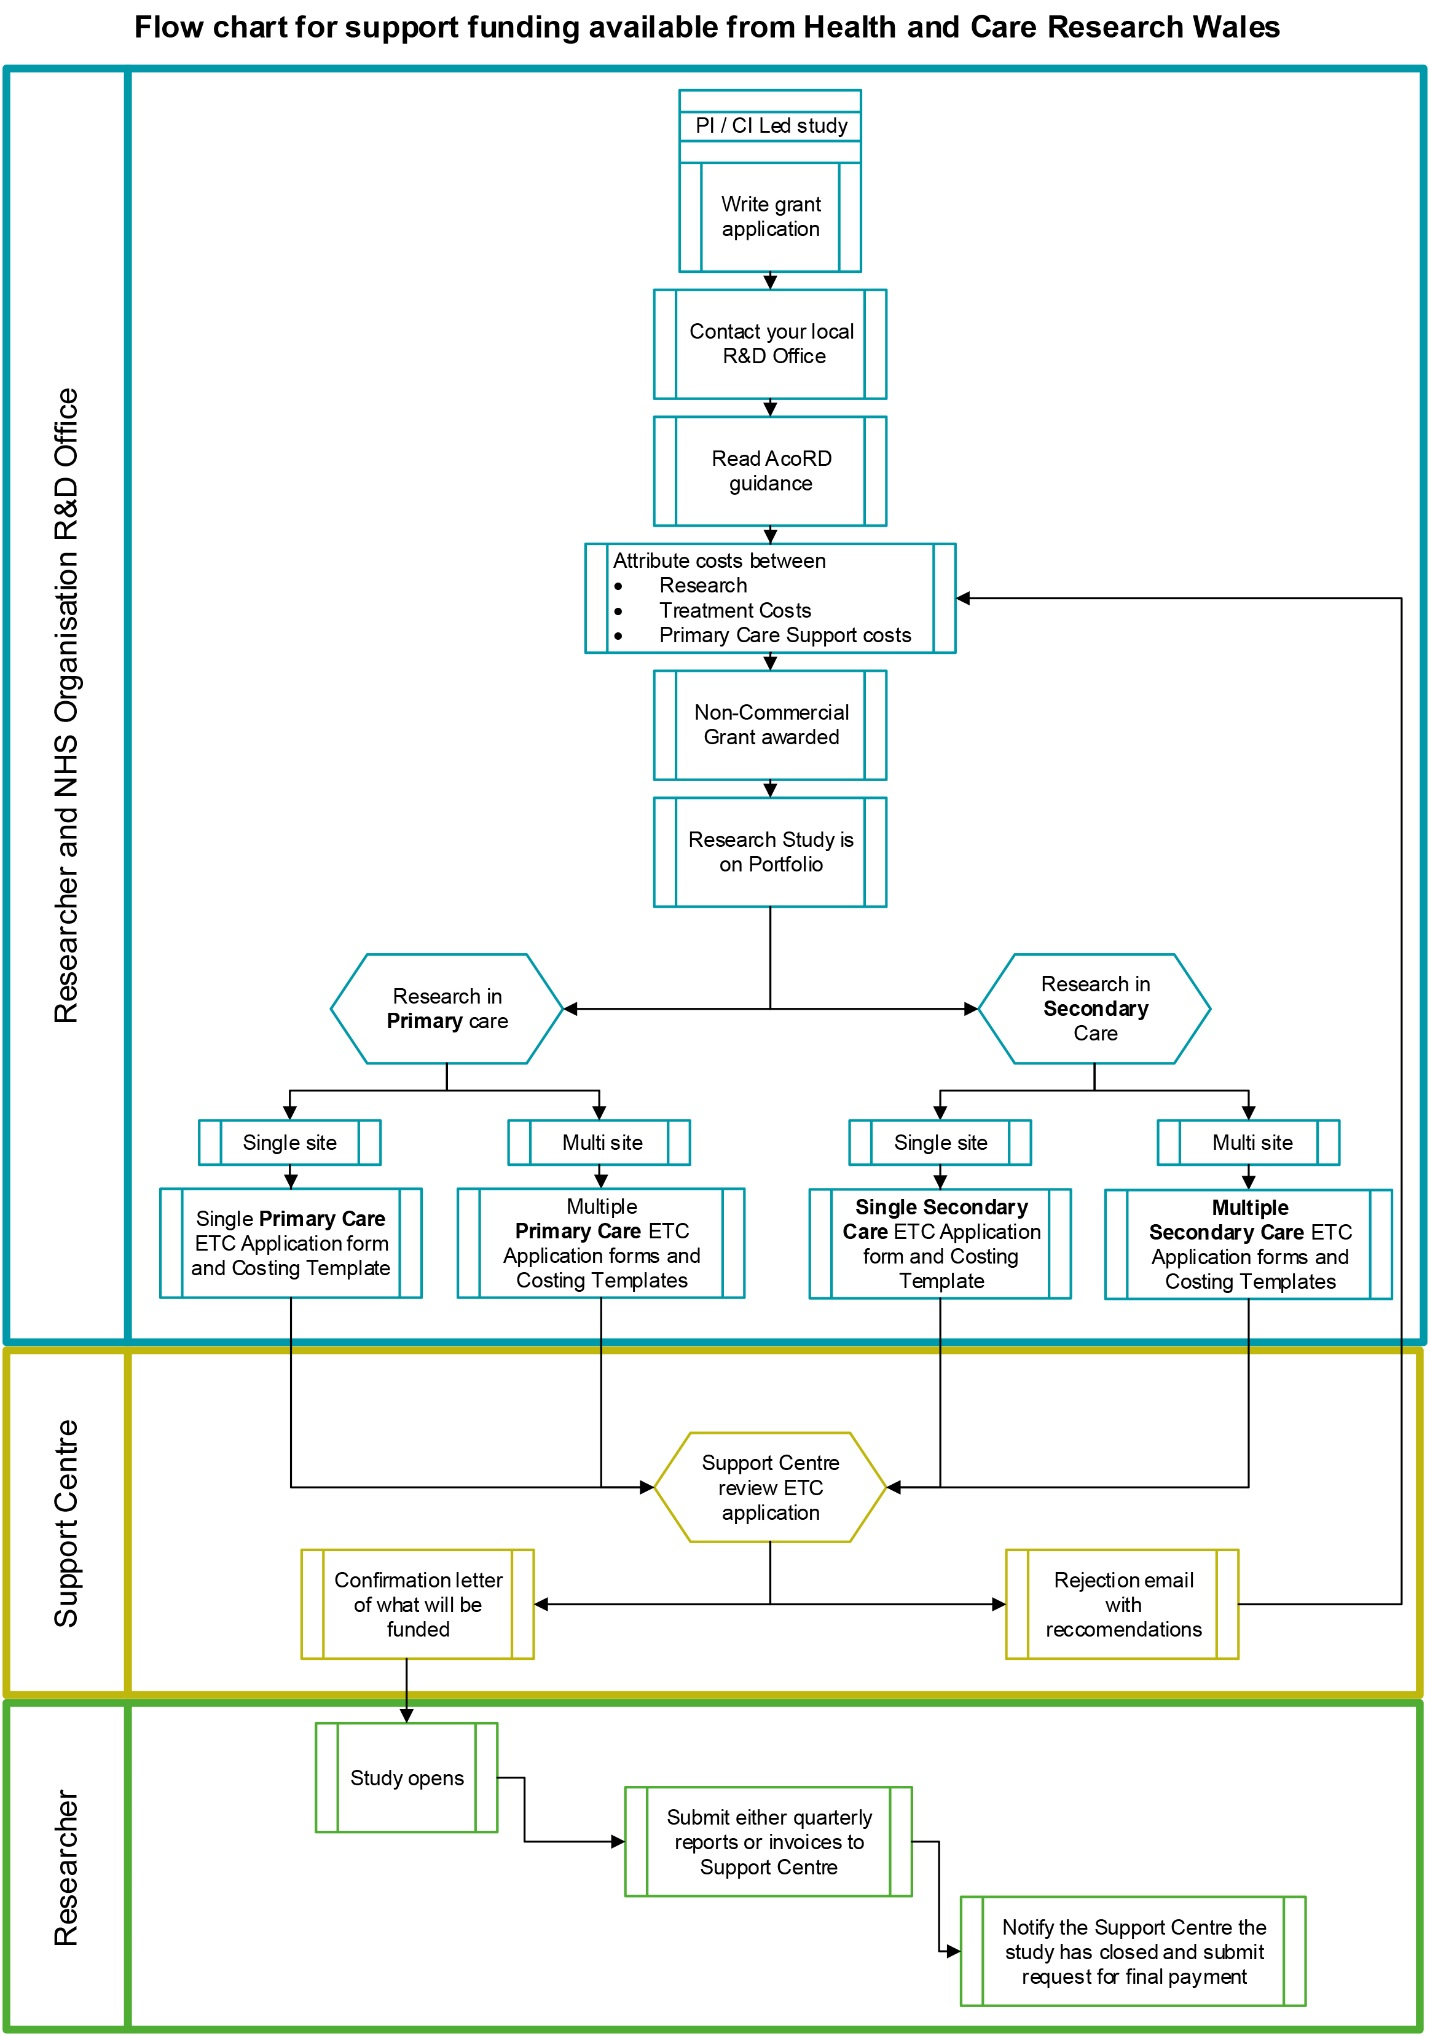 Flow chart for support funding available from Health and Care Research Wales
Researcher and NHS Organisation R&D Office
PI / CI Led study
Write grant
application
Contact your local
R&D Office
Read AcoRD
guidance
Attribute costs between
• Research
• Treatment Costs
• Primary Care Support costs
Non-Commercial
Grant awarded
Research Study is
on Portfolio
Research in
Primary care
Research in
Secondary
Care
Single site
Multi site
Single site
Multi site
Single Primary Care
ETC Application form
and Costing Template
Multiple
Primary Care ETC
Application forms and
Costing Templates
Single Secondary
Care ETC Application
form and Costing
Template
Multiple
Secondary Care ETC
Application forms and
Costing Templates
Support Centre
Support Centre
review ETC
application
Confirmation letter
of what will be
funded
Rejection email
with
reccomendations
Researcher
Study opens
Submit either quarterly
reports or invoices to
Support Centre
Notify the Support Centre the
study has closed and submit
request for final payment